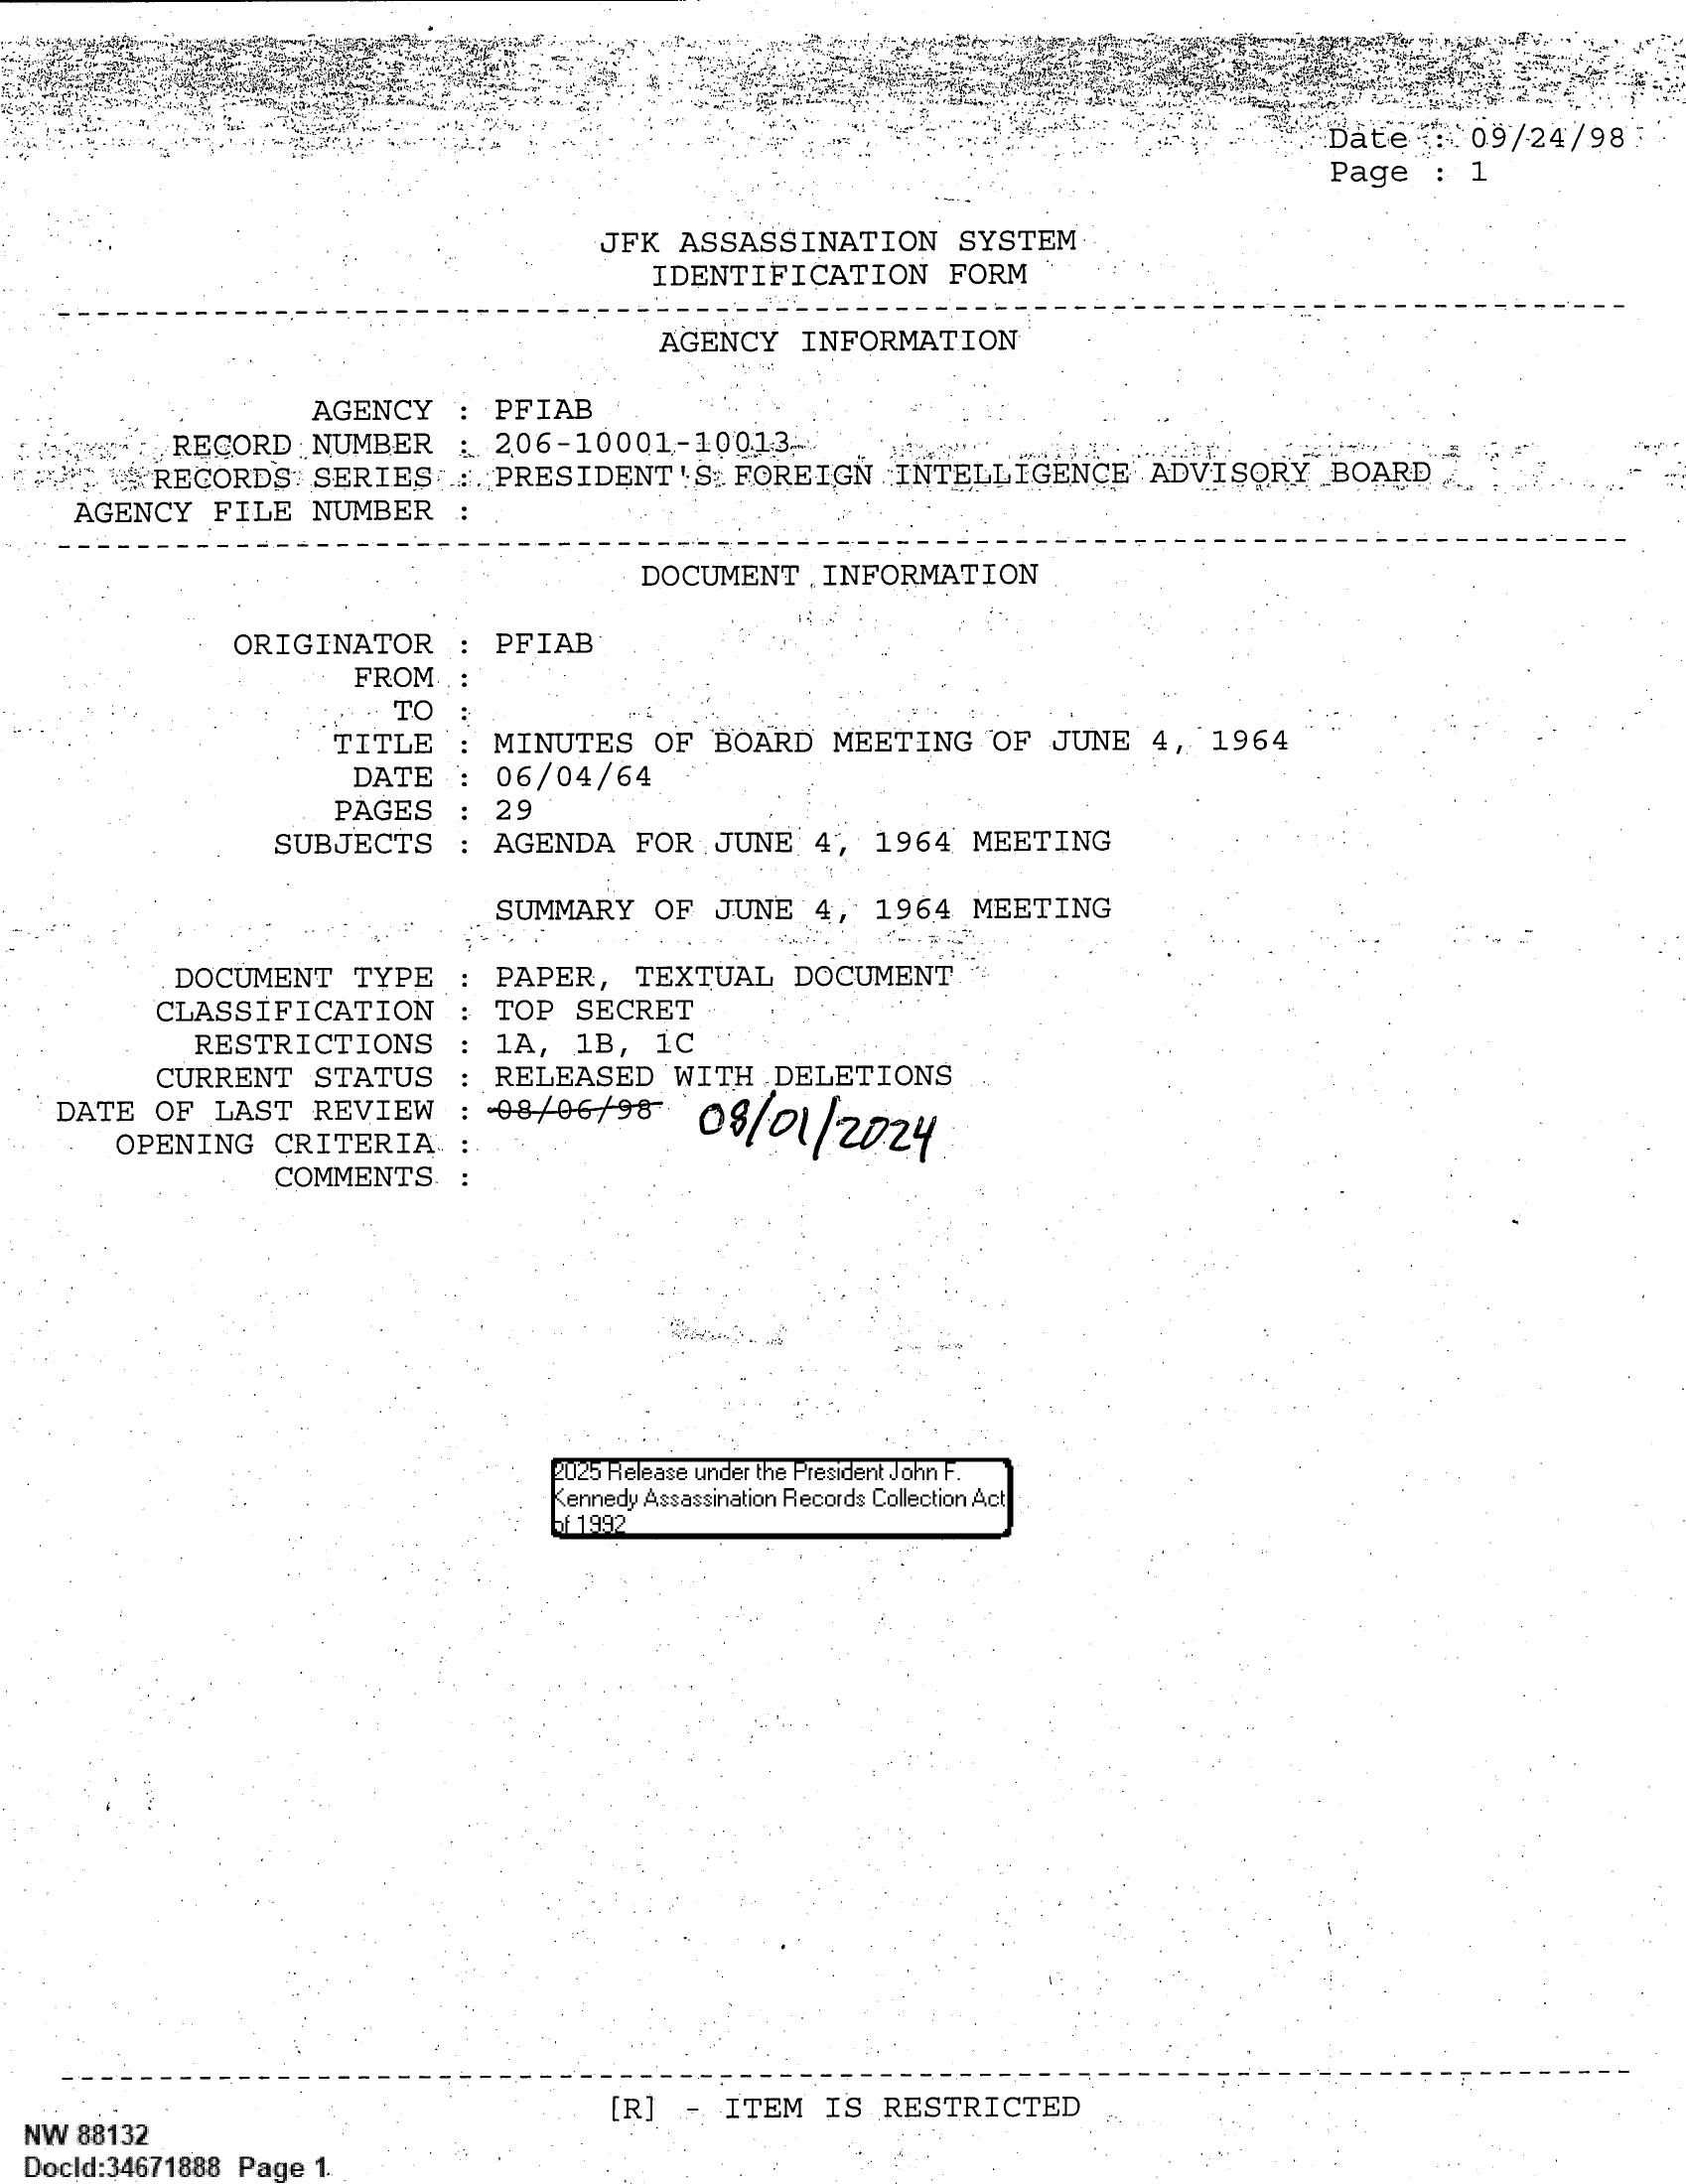 Date : 09/24/98
Page : 1
JFK ASSASSINATION SYSTEM
IDENTIFICATION FORM
AGENCY INFORMATION
AGENCY : PFIAB
RECORD NUMBER : 206-10001-10013
RECORDS SERIES : PRESIDENT'S FOREIGN INTELLIGENCE ADVISORY BOARD
AGENCY FILE NUMBER :
DOCUMENT INFORMATION
ORIGINATOR : PFIAB
FROM :
TO :
TITLE : MINUTES OF BOARD MEETING OF JUNE 4, 1964
DATE : 06/04/64
PAGES : 29
SUBJECTS : AGENDA FOR JUNE 4, 1964 MEETING
SUMMARY OF JUNE 4, 1964 MEETING
DOCUMENT TYPE : PAPER, TEXTUAL DOCUMENT
CLASSIFICATION : TOP SECRET
RESTRICTIONS : 1A, 1B, 1C
CURRENT STATUS : RELEASED WITH DELETIONS
DATE OF LAST REVIEW : 08/06/98 08/01/2024
OPENING CRITERIA :
COMMENTS :
2025 Release under the President John F.
Kennedy Assassination Records Collection Act
of 1992
[R] - ITEM IS RESTRICTED
NW 88132
DocId:34671888 Page 1